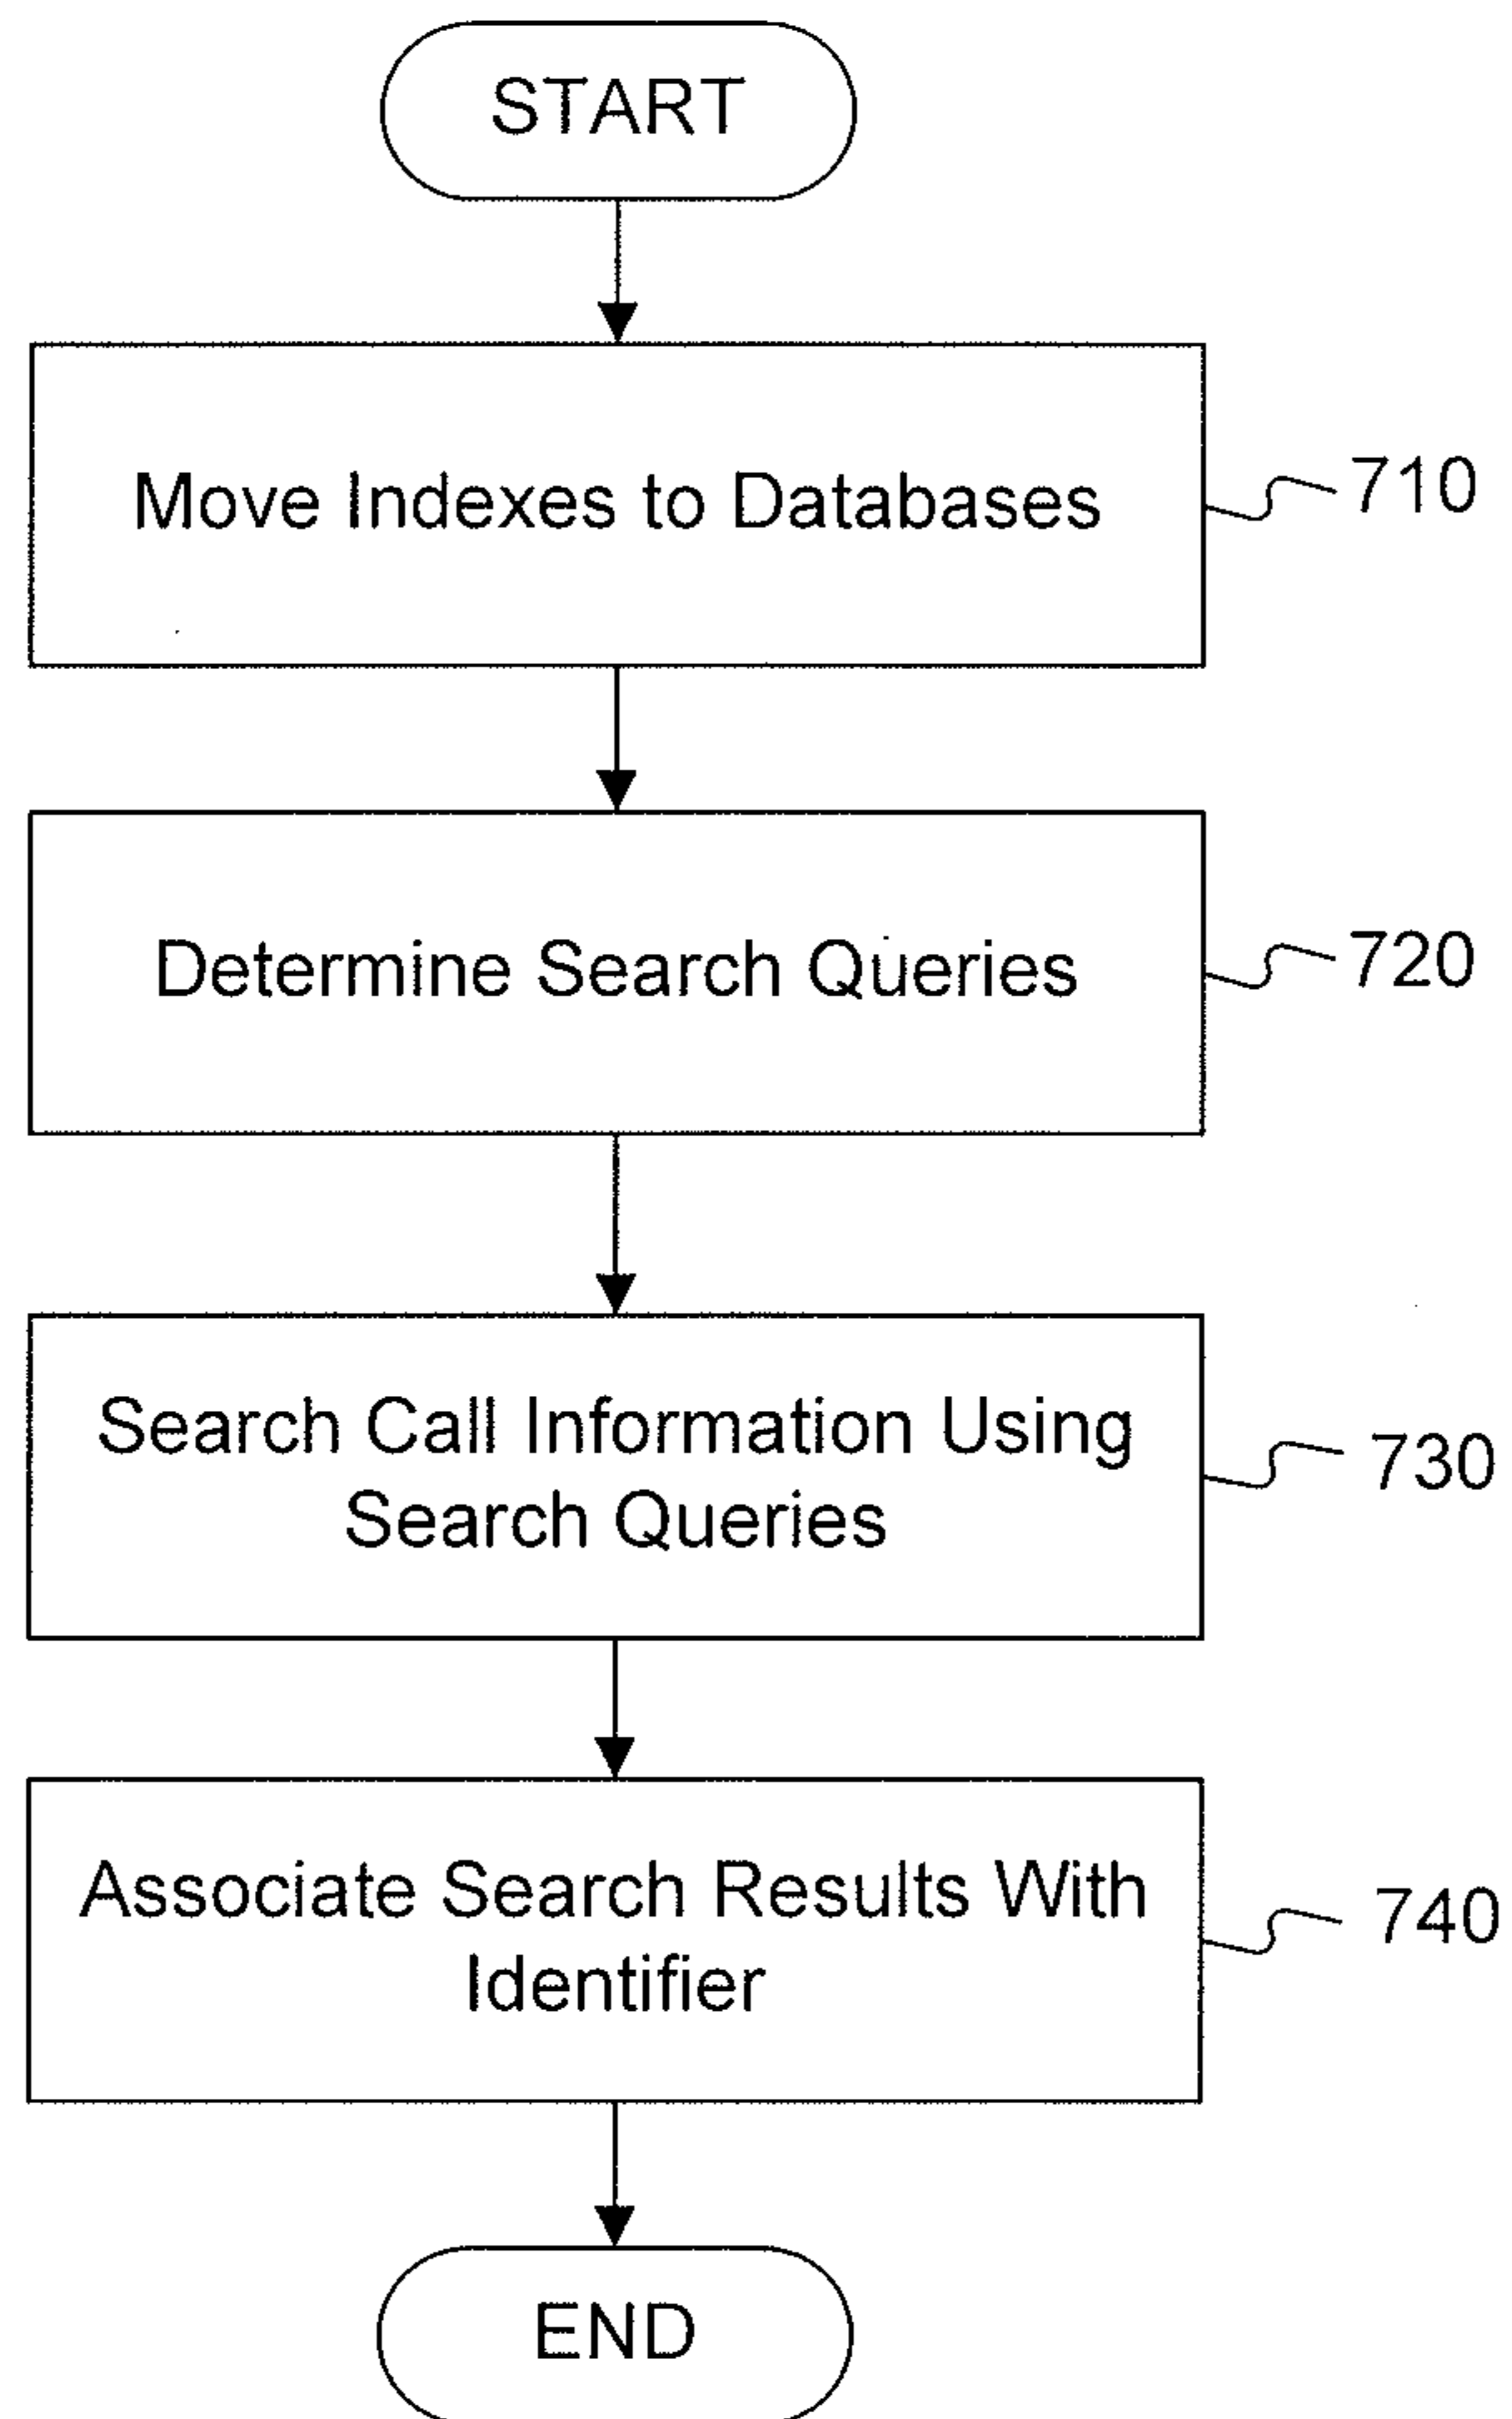 START
Move Indexes to Databases
710
Determine Search Queries
720
Search Call Information Using
Search Queries
730
Associate Search Results With
Identifier
740
END